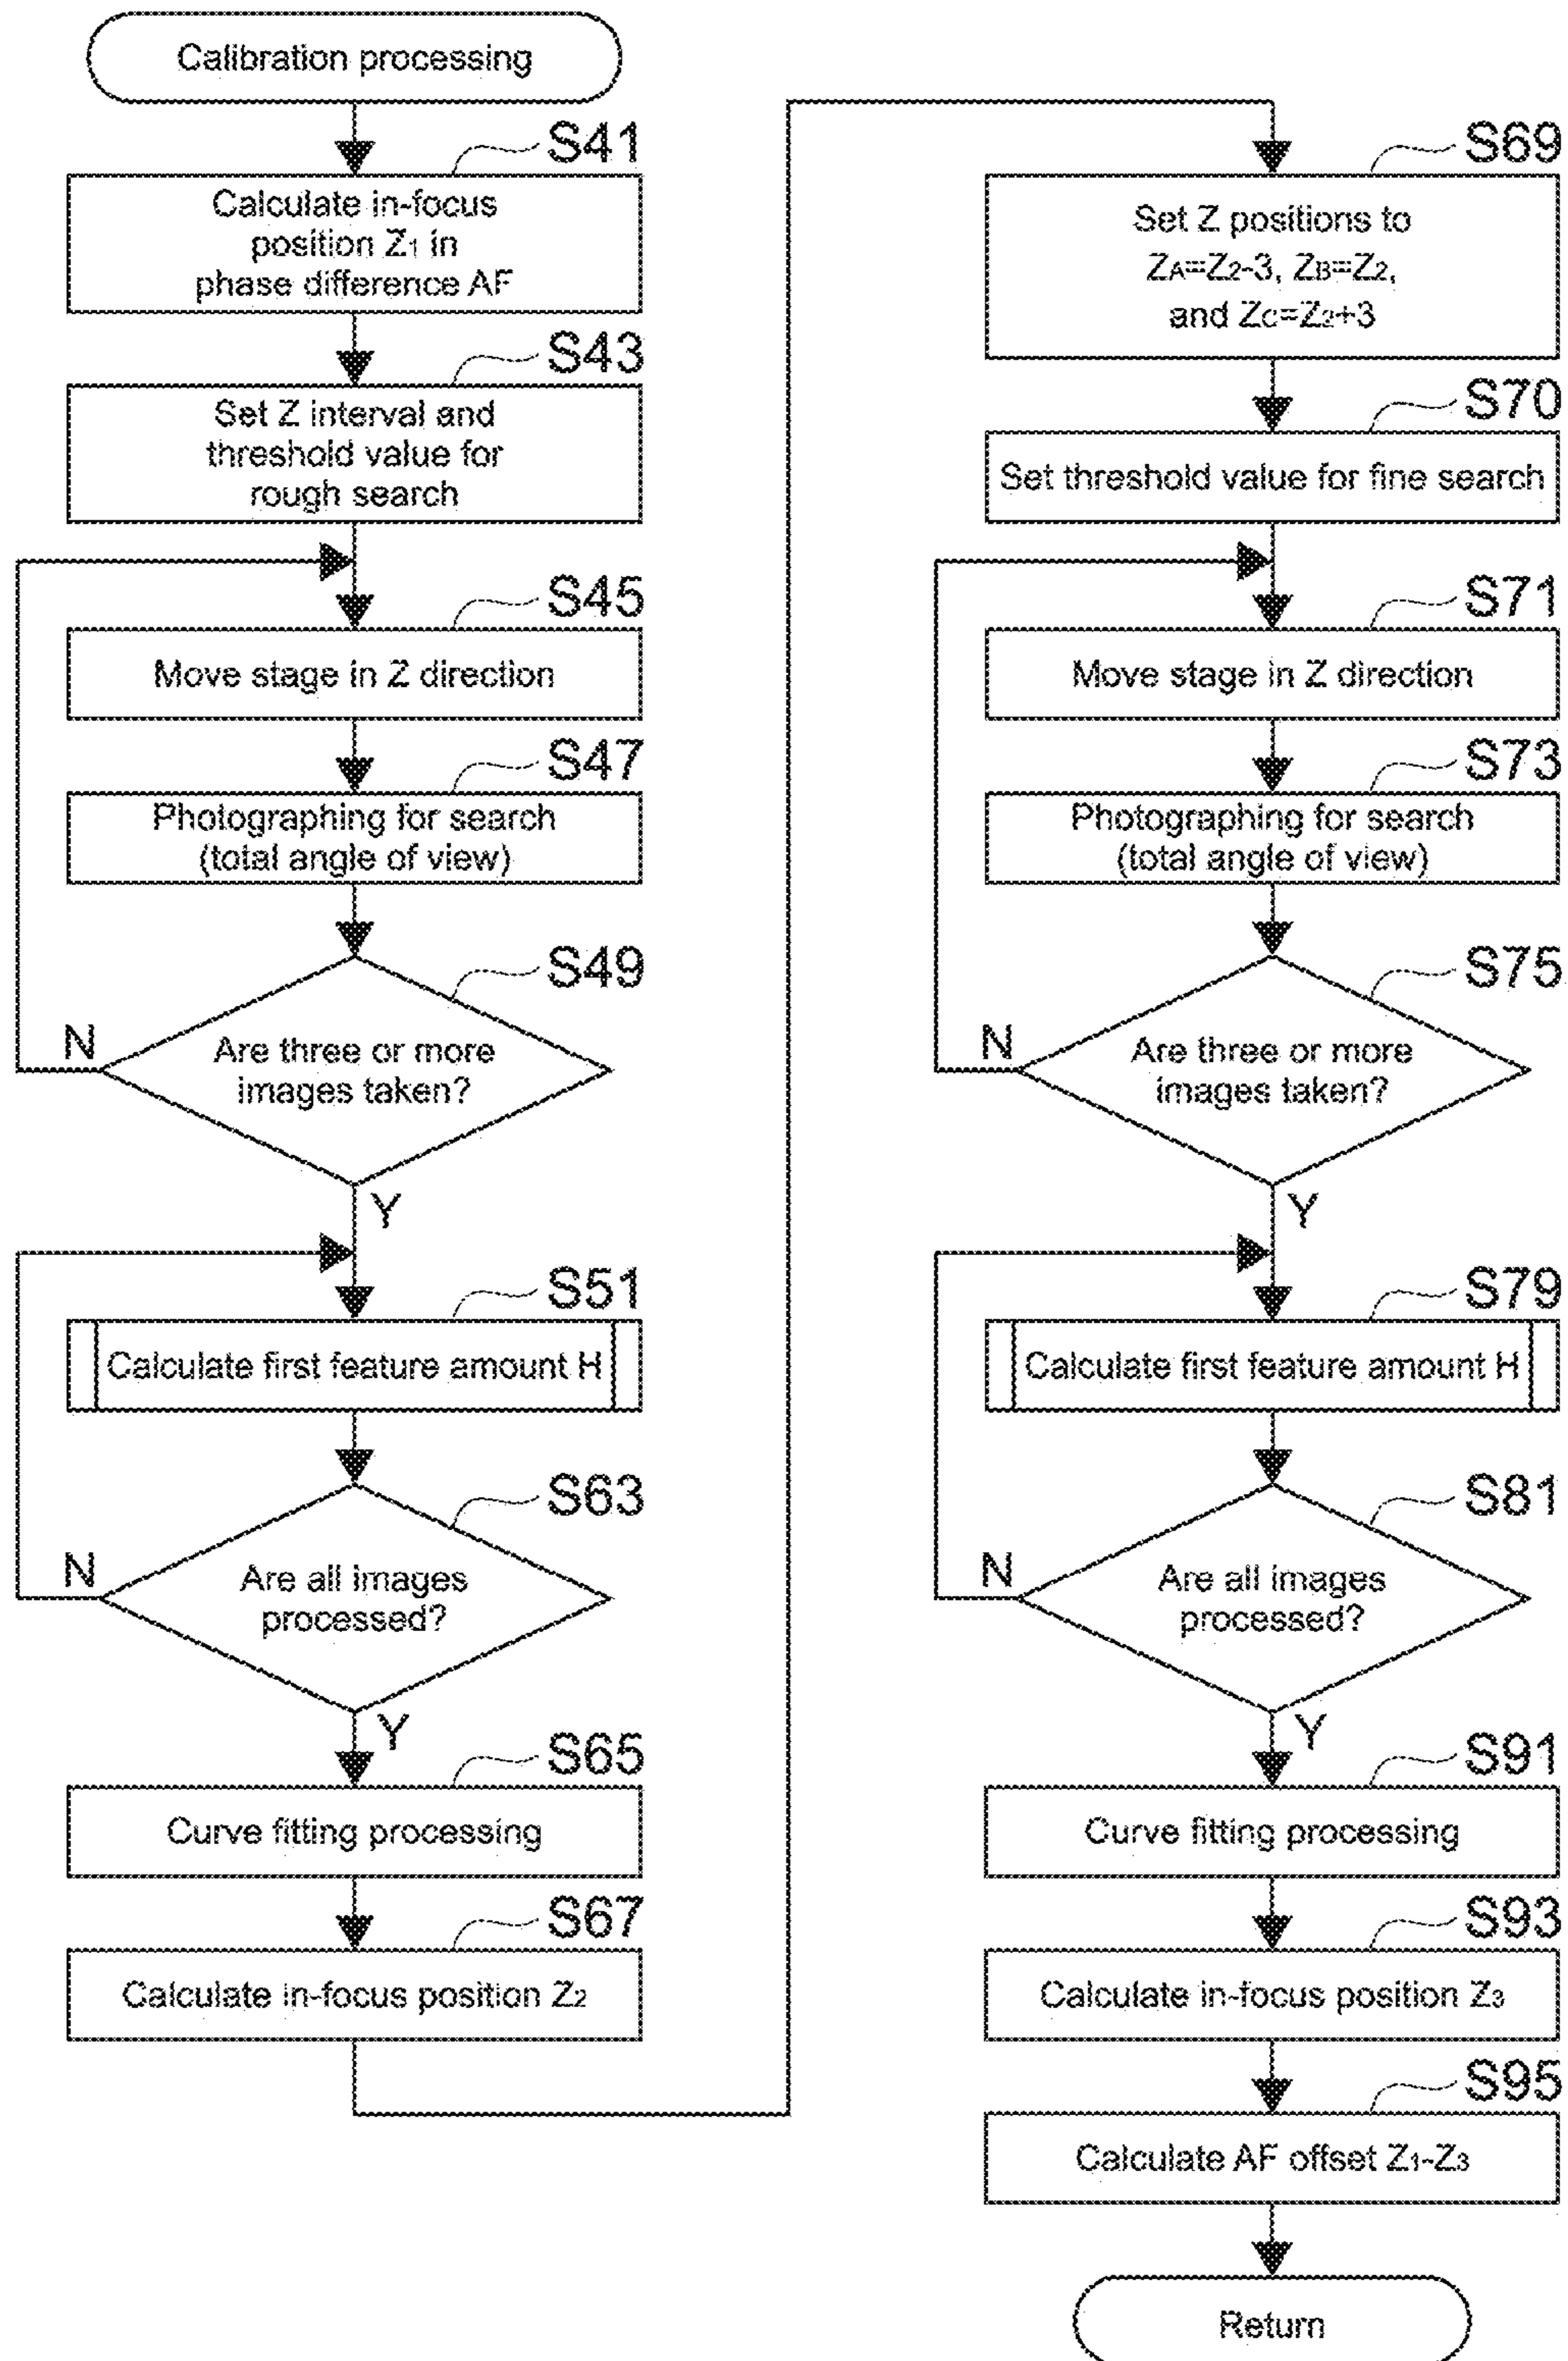 Calibration processing
S41
Calculate in-focus
position Z₁ in
phase difference AF
S43
Set Z interval and
threshold value for
rough search
S45
Move stage in Z direction
S47
Photographing for search
(total angle of view)
S49
N
Are three or more
images taken?
Y
S51
Calculate first feature amount H
S63
N
Are all images
processed?
Y
S65
Curve fitting processing
S67
Calculate in-focus position Z₂
S69
Set Z positions to
ZA=Z₂-3, ZB=Z₂,
and ZC=Z₂+3
S70
Set threshold value for fine search
S71
Move stage in Z direction
S73
Photographing for search
(total angle of view)
S75
N
Are three or more
images taken?
Y
S79
Calculate first feature amount H
S81
N
Are all images
processed?
Y
S91
Curve fitting processing
S93
Calculate in-focus position Z₃
S95
Calculate AF offset Z₁-Z₃
Return